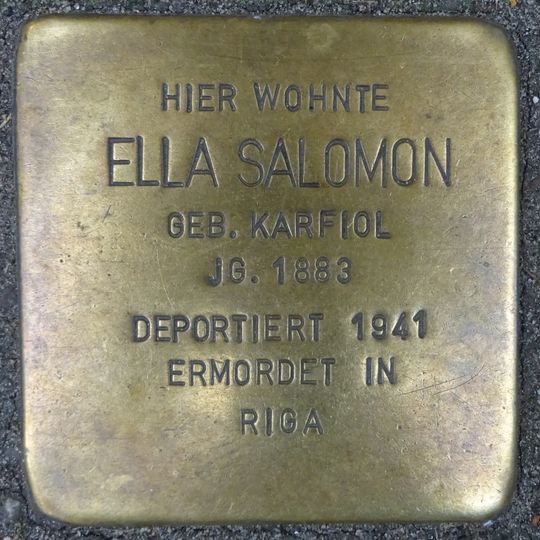 HIER WOHNTE
ELLA SALOMON
GEB. KARFIOL
JG. 1883
DEPORTIERT 1941
ERMORDET IN
RIGA